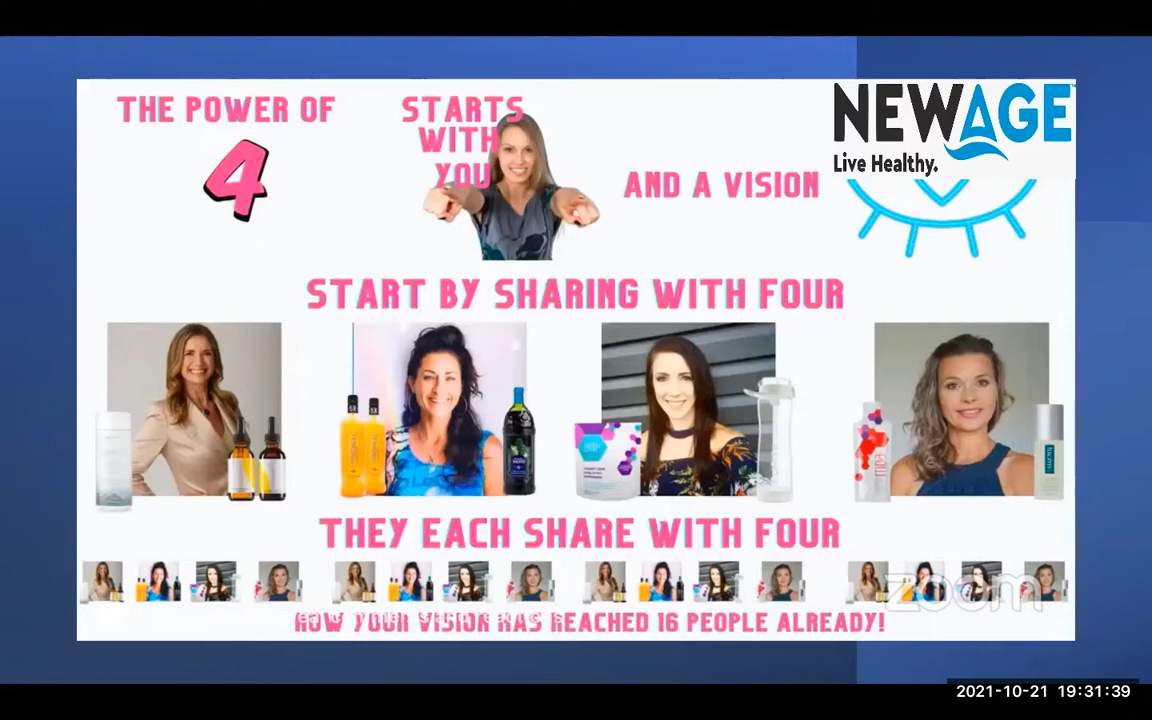 THE POWER OF
4
STARTS
WITH
YOU
AND A VISION
NEWAGE
Live Healthy.
START BY SHARING WITH FOUR
THEY EACH SHARE WITH FOUR
zoom
NOW YOUR VISION HAS REACHED 16 PEOPLE ALREADY!
2021-10-21 19:31:39